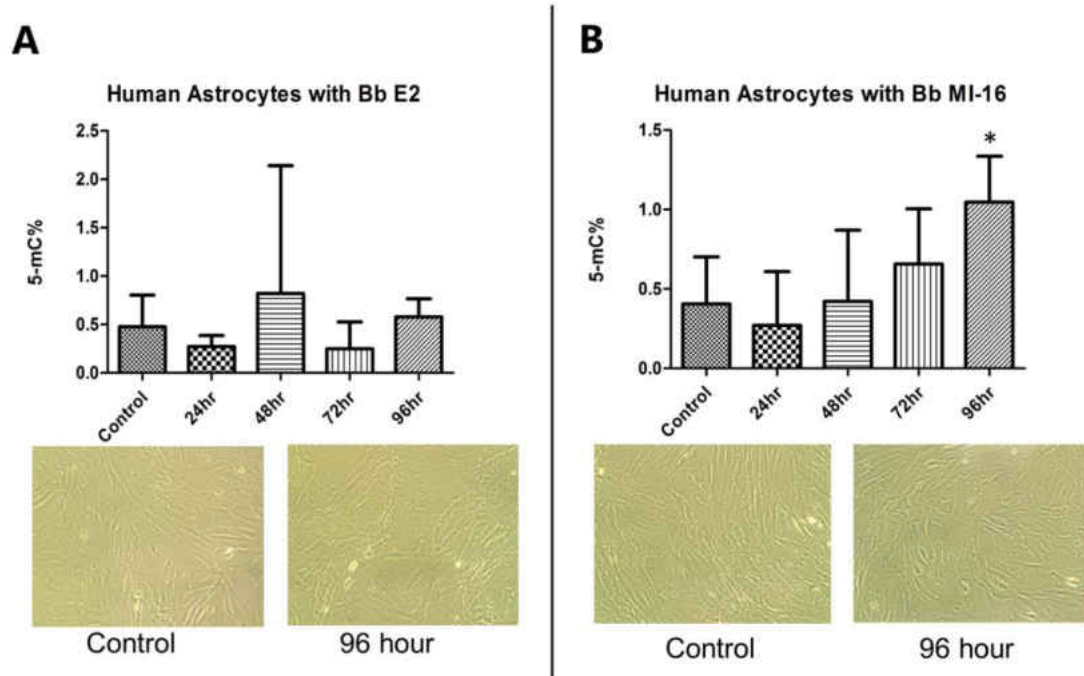 A
Human Astrocytes with Bb E2
5-mC%
2.5
2.0
1.5
1.0
0.5
0.0
Control
24hr
48hr
72hr
96hr
Control
96 hour
B
Human Astrocytes with Bb MI-16
*
5-mC%
1.5
1.0
0.5
0.0
Control
24hr
48hr
72hr
96hr
Control
96 hour